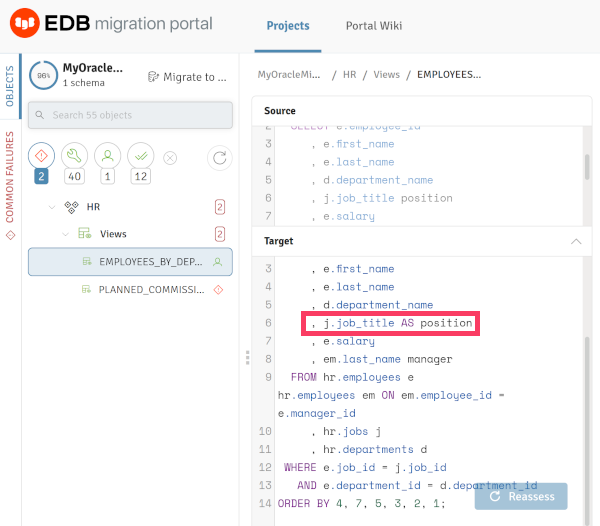 EDB migration portal
Projects
Portal Wiki
OBJECTS
COMMON FAILURES
96%
MyOracle...
1 schema
Migrate to ...
Search 55 objects
2
40
1
12
HR
2
Views
2
EMPLOYEES_BY_DEP...
PLANNED_COMMISSI...
MyOracleMi... / HR / Views / EMPLOYEES...
Source
2 SELECT e.employee_id
3 , e.first_name
4 , e.last_name
5 , d.department_name
6 , j.job_title position
7 , e.salary
Target
3 , e.first_name
4 , e.last_name
5 , d.department_name
6 , j.job_title AS position
7 , e.salary
8 , em.last_name manager
9 FROM hr.employees e
hr.employees em ON em.employee_id =
e.manager_id
10 , hr.jobs j
11 , hr.departments d
12 WHERE e.job_id = j.job_id
13 AND e.department_id = d.department_id
14 ORDER BY 4, 7, 5, 3, 2, 1;
Reassess